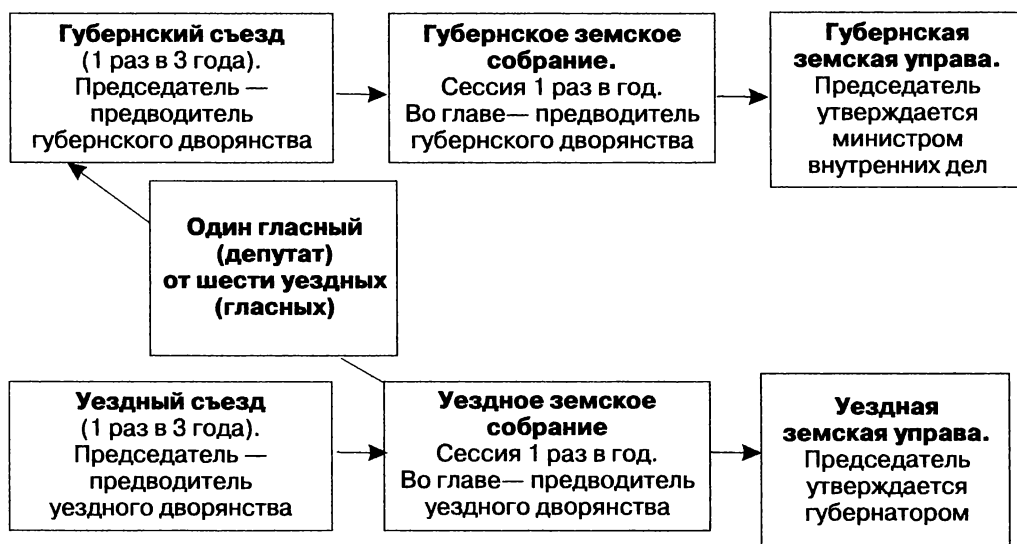 Губернский съезд
(1 раз в 3 года).
Председатель —
предводитель
губернского дворянства
Губернское земское
собрание.
Сессия 1 раз в год.
Во главе— предводитель
губернского дворянства
Губернская
земская управа.
Председатель
утверждается
министром
внутренних дел
Один гласный
(депутат)
от шести уездных
(гласных)
Уездный съезд
(1 раз в 3 года).
Председатель —
предводитель
уездного дворянства
Уездное земское
собрание
Сессия 1 раз в год.
Во главе— предводитель
уездного дворянства
Уездная
земская управа.
Председатель
утверждается
губернатором